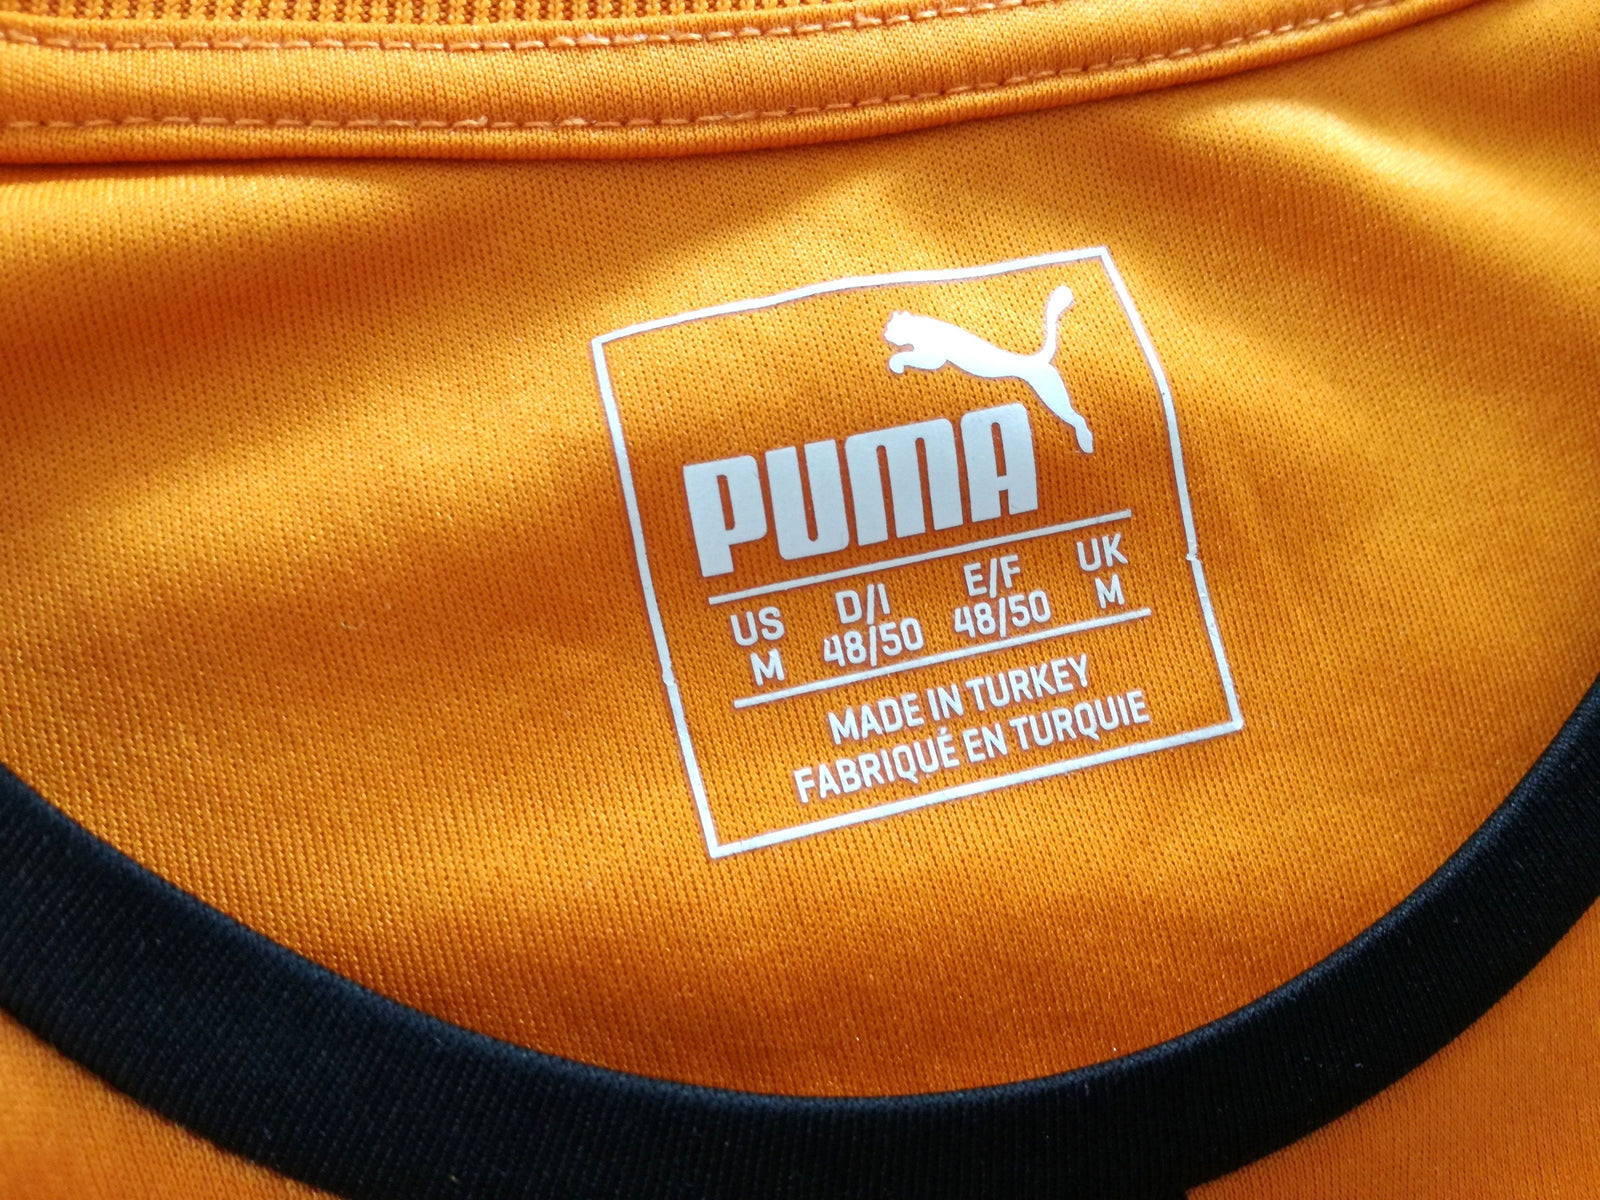 PUMA
US D/I E/F UK
M 48/50 48/50 M
MADE IN TURKEY
FABRIQUÉ EN TURQUIE